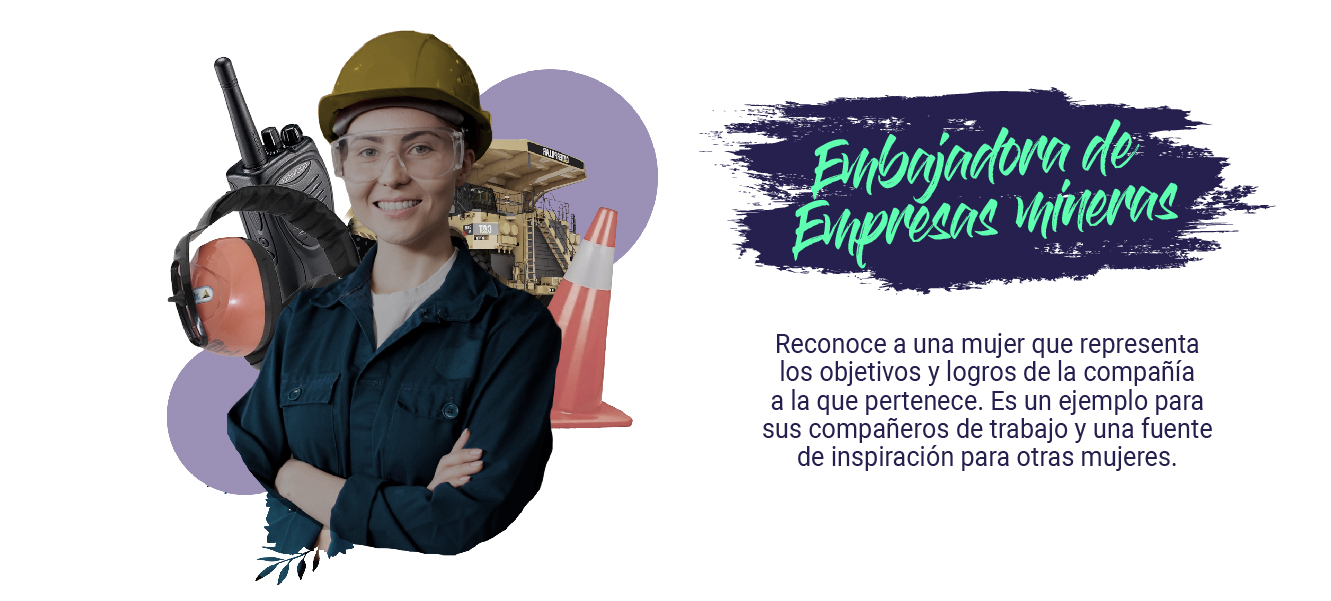 Embajadora de
Empresas mineras
Reconoce a una mujer que representa
los objetivos y logros de la compañía
a la que pertenece. Es un ejemplo para
sus compañeros de trabajo y una fuente
de inspiración para otras mujeres.